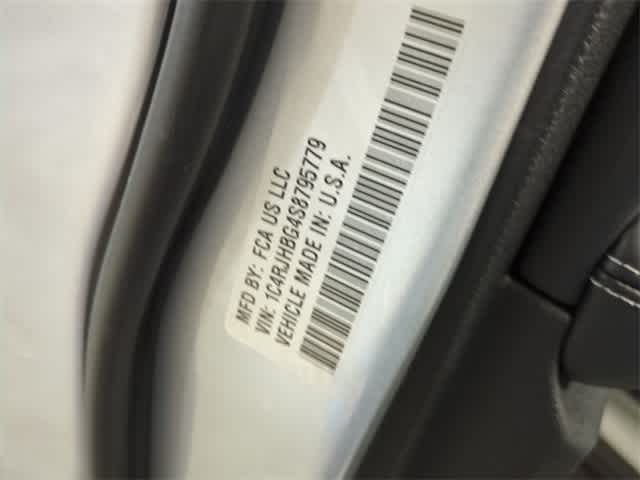 MFD BY: FCA US LLC
VIN: 1C4RJHBG4S8795779
VEHICLE MADE IN: U.S.A.